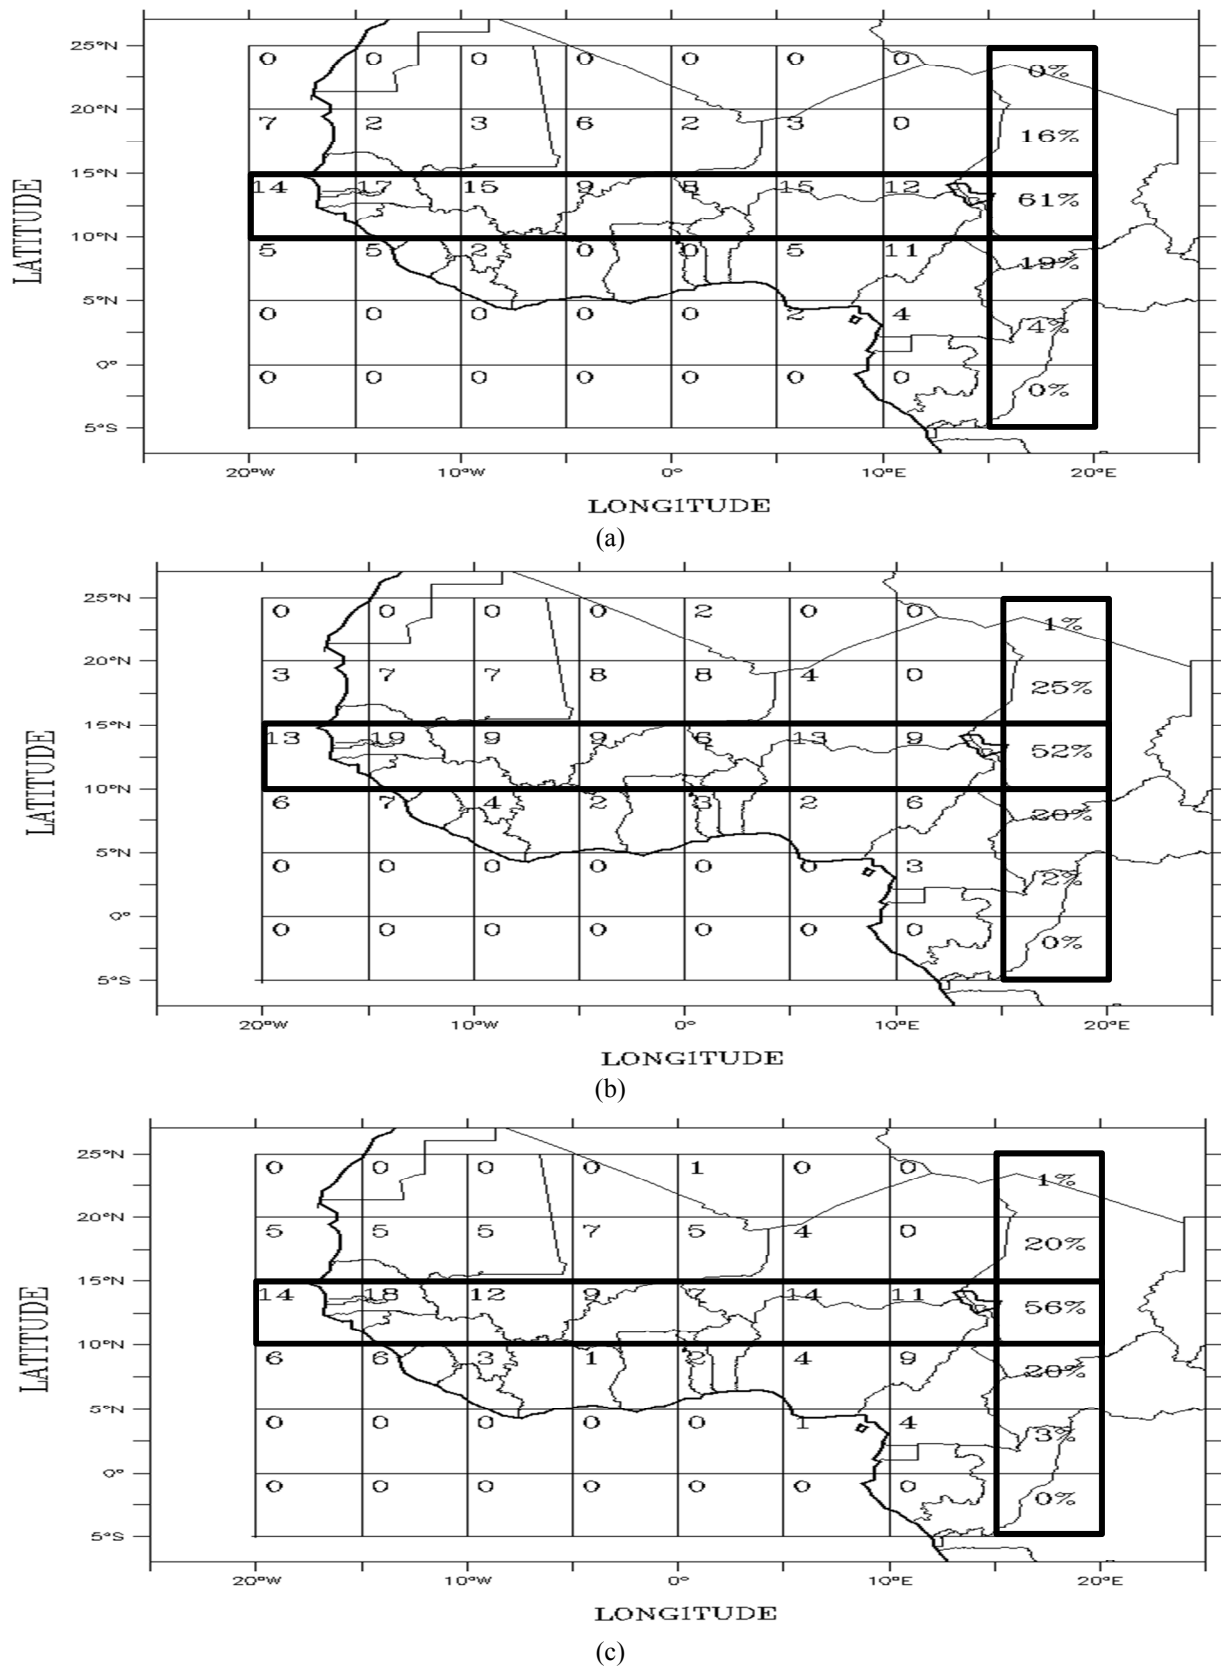 25°N 0 0 0 0 0 0 0 0%
20°N 7 2 3 6 2 3 0 16%
15°N 14 17 15 9 8 15 12 61%
10°N 5 5 2 0 0 5 11 19%
5°N 0 0 0 0 0 2 4 4%
0° 0 0 0 0 0 0 0 0%
5°S
LATITUDE
20°W 10°W 0° 10°E 20°E
LONGITUDE
(a)
25°N 0 0 0 0 2 0 0 1%
20°N 3 7 7 8 8 4 0 25%
15°N 13 19 9 9 6 13 9 52%
10°N 6 7 4 2 3 2 6 20%
5°N 0 0 0 0 0 0 3 2%
0° 0 0 0 0 0 0 0 0%
5°S
LATITUDE
20°W 10°W 0° 10°E 20°E
LONGITUDE
(b)
25°N 0 0 0 0 1 0 0 1%
20°N 5 5 5 7 5 4 0 20%
15°N 14 18 12 9 7 14 11 56%
10°N 6 6 3 1 2 4 9 20%
5°N 0 0 0 0 0 1 4 3%
0° 0 0 0 0 0 0 0 0%
5°S
LATITUDE
20°W 10°W 0° 10°E 20°E
LONGITUDE
(c)